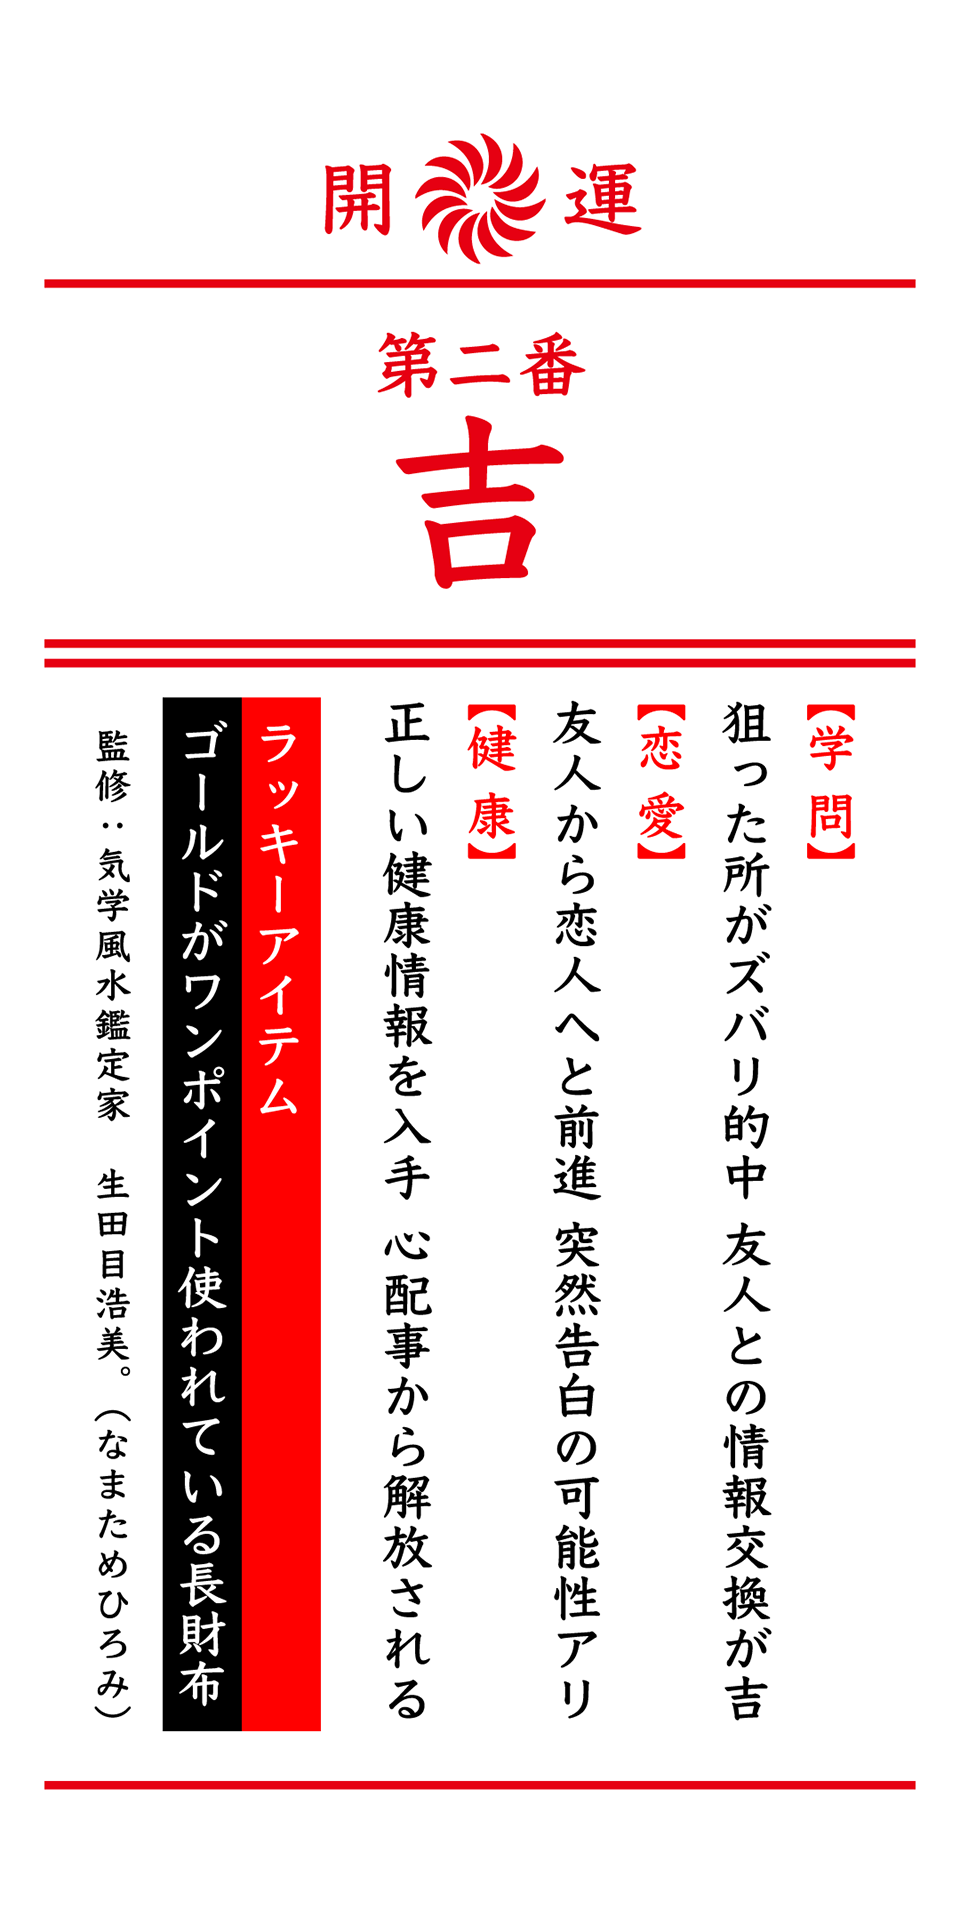 開運
第二番
吉
【学問】
狙った所がズバリ的中 友人との情報交換が吉
【恋愛】
友人から恋人へと前進 突然告白の可能性アリ
【健康】
正しい健康情報を入手 心配事から解放される
ラッキーアイテム
ゴールドがワンポイント使われている長財布
監修：気学風水鑑定家　生田目浩美。（なまためひろみ）